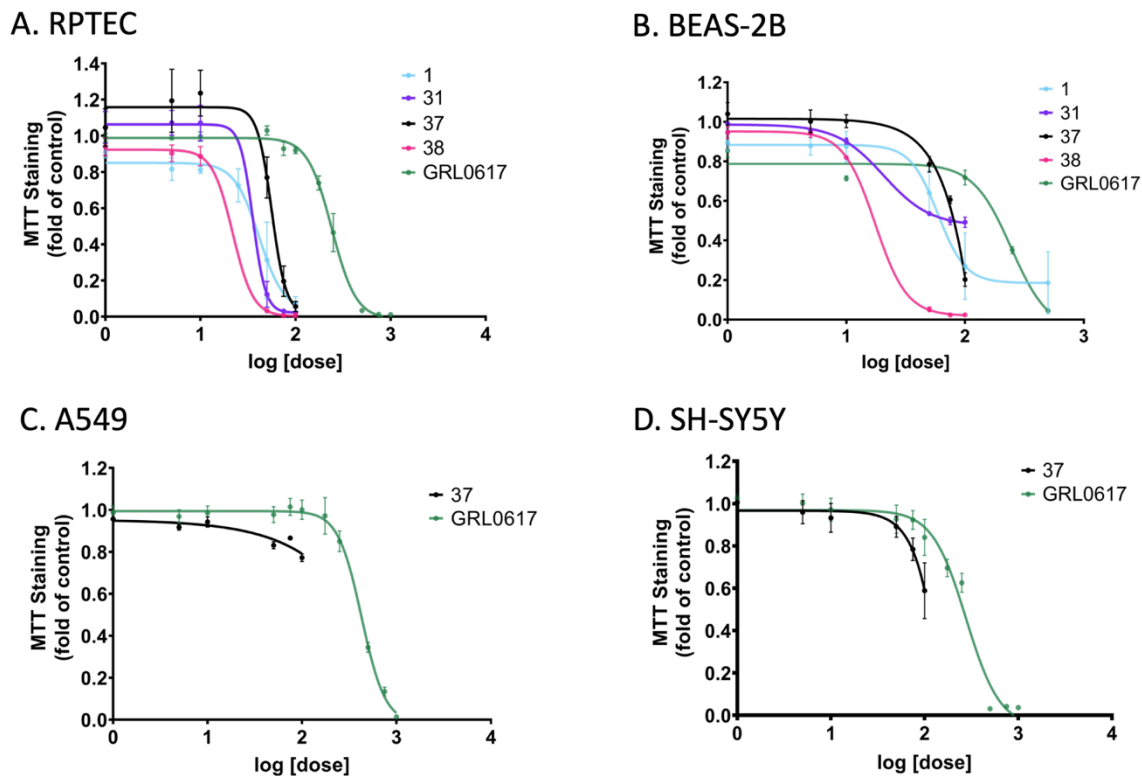 A. RPTEC
1.4
1.2
1.0
0.8
0.6
0.4
0.2
0.0
MTT Staining
(fold of control)
0
1
2
3
4
log [dose]
1
31
37
38
GRL0617
B. BEAS-2B
1.2
1.0
0.8
0.6
0.4
0.2
0.0
MTT Staining
(fold of control)
0
1
2
3
log [dose]
1
31
37
38
GRL0617
C. A549
1.2
1.0
0.8
0.6
0.4
0.2
0.0
MTT Staining
(fold of control)
0
1
2
3
4
log [dose]
37
GRL0617
D. SH-SY5Y
1.2
1.0
0.8
0.6
0.4
0.2
0.0
MTT Staining
(fold of control)
0
1
2
3
4
log [dose]
37
GRL0617